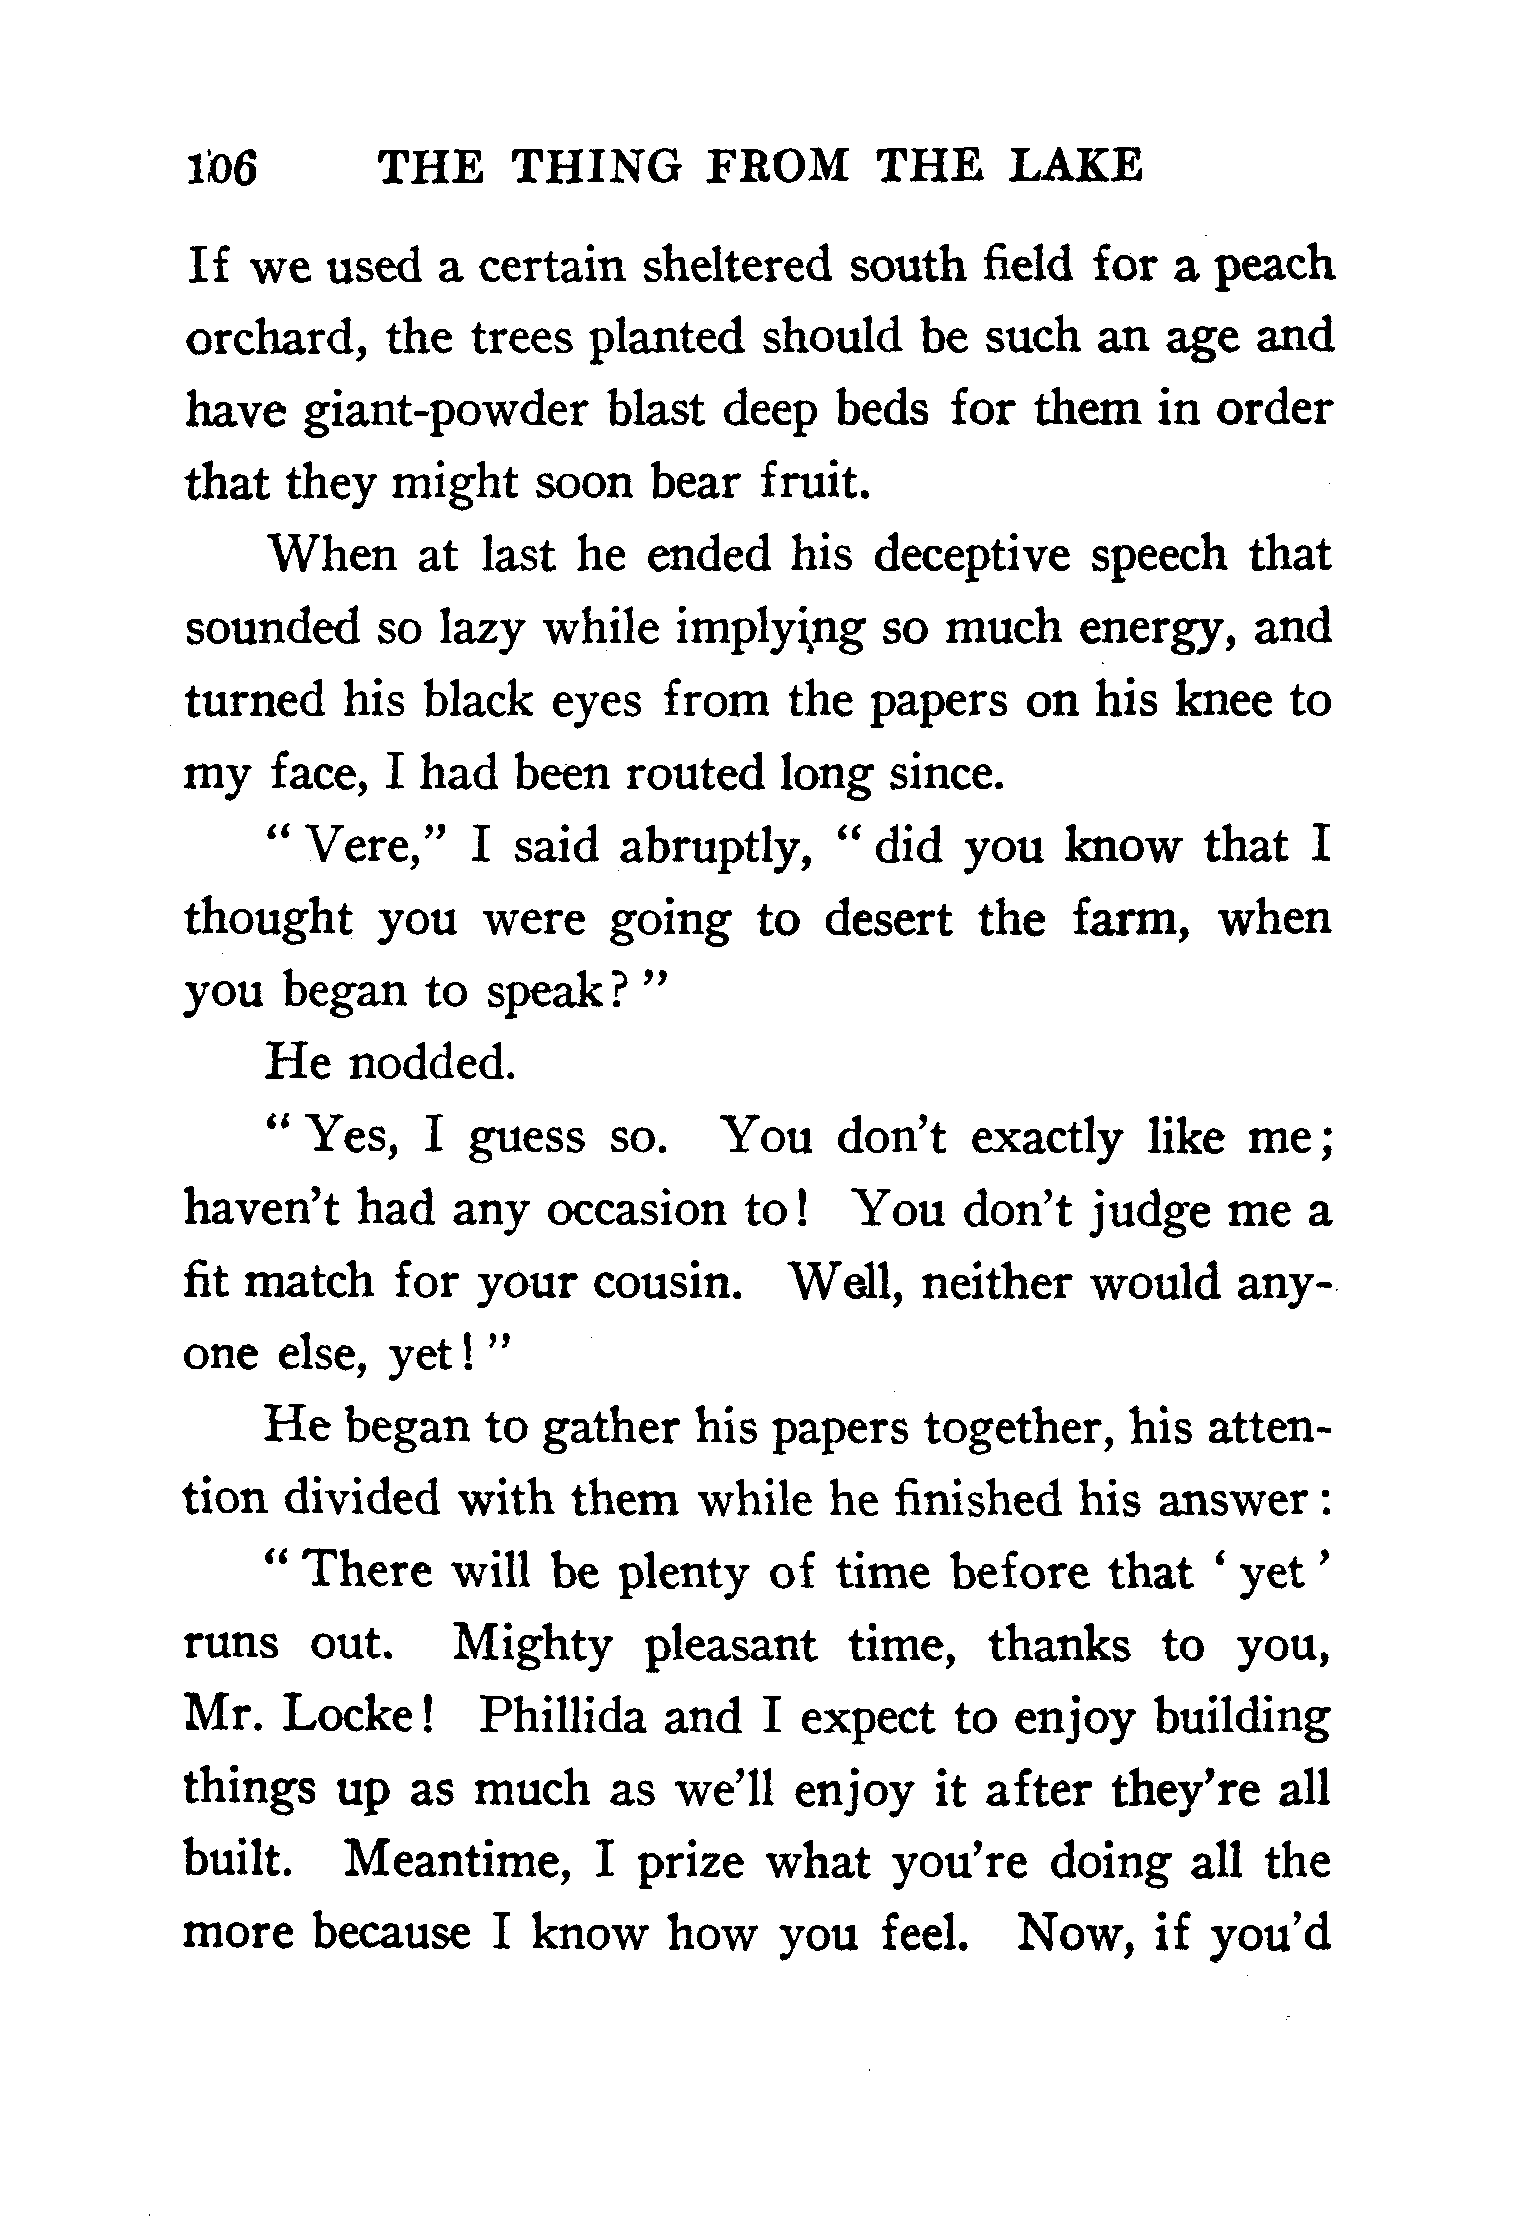 106 THE THING FROM THE LAKE
If we used a certain sheltered south field for a peach
orchard, the trees planted should be such an age and
have giant-powder blast deep beds for them in order
that they might soon bear fruit.
When at last he ended his deceptive speech that
sounded so lazy while implying so much energy, and
turned his black eyes from the papers on his knee to
my face, I had been routed long since.
“ Vere,” I said abruptly, “ did you know that I
thought you were going to desert the farm, when
you began to speak? ”
He nodded.
“ Yes, I guess so. You don’t exactly like me;
haven’t had any occasion to! You don’t judge me a
fit match for your cousin. Well, neither would any-
one else, yet! ”
He began to gather his papers together, his atten-
tion divided with them while he finished his answer:
“ There will be plenty of time before that ‘ yet ’
runs out. Mighty pleasant time, thanks to you,
Mr. Locke! Phillida and I expect to enjoy building
things up as much as we’ll enjoy it after they’re all
built. Meantime, I prize what you’re doing all the
more because I know how you feel. Now, if you’d